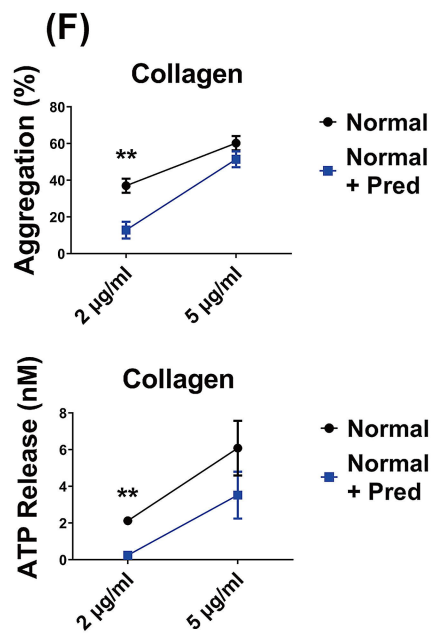 (F)
Collagen
Aggregation (%)
80
60
40
20
0
**
2 µg/ml
5 µg/ml
Normal
Normal
+ Pred
Collagen
ATP Release (nM)
8
6
4
2
0
**
2 µg/ml
5 µg/ml
Normal
Normal
+ Pred